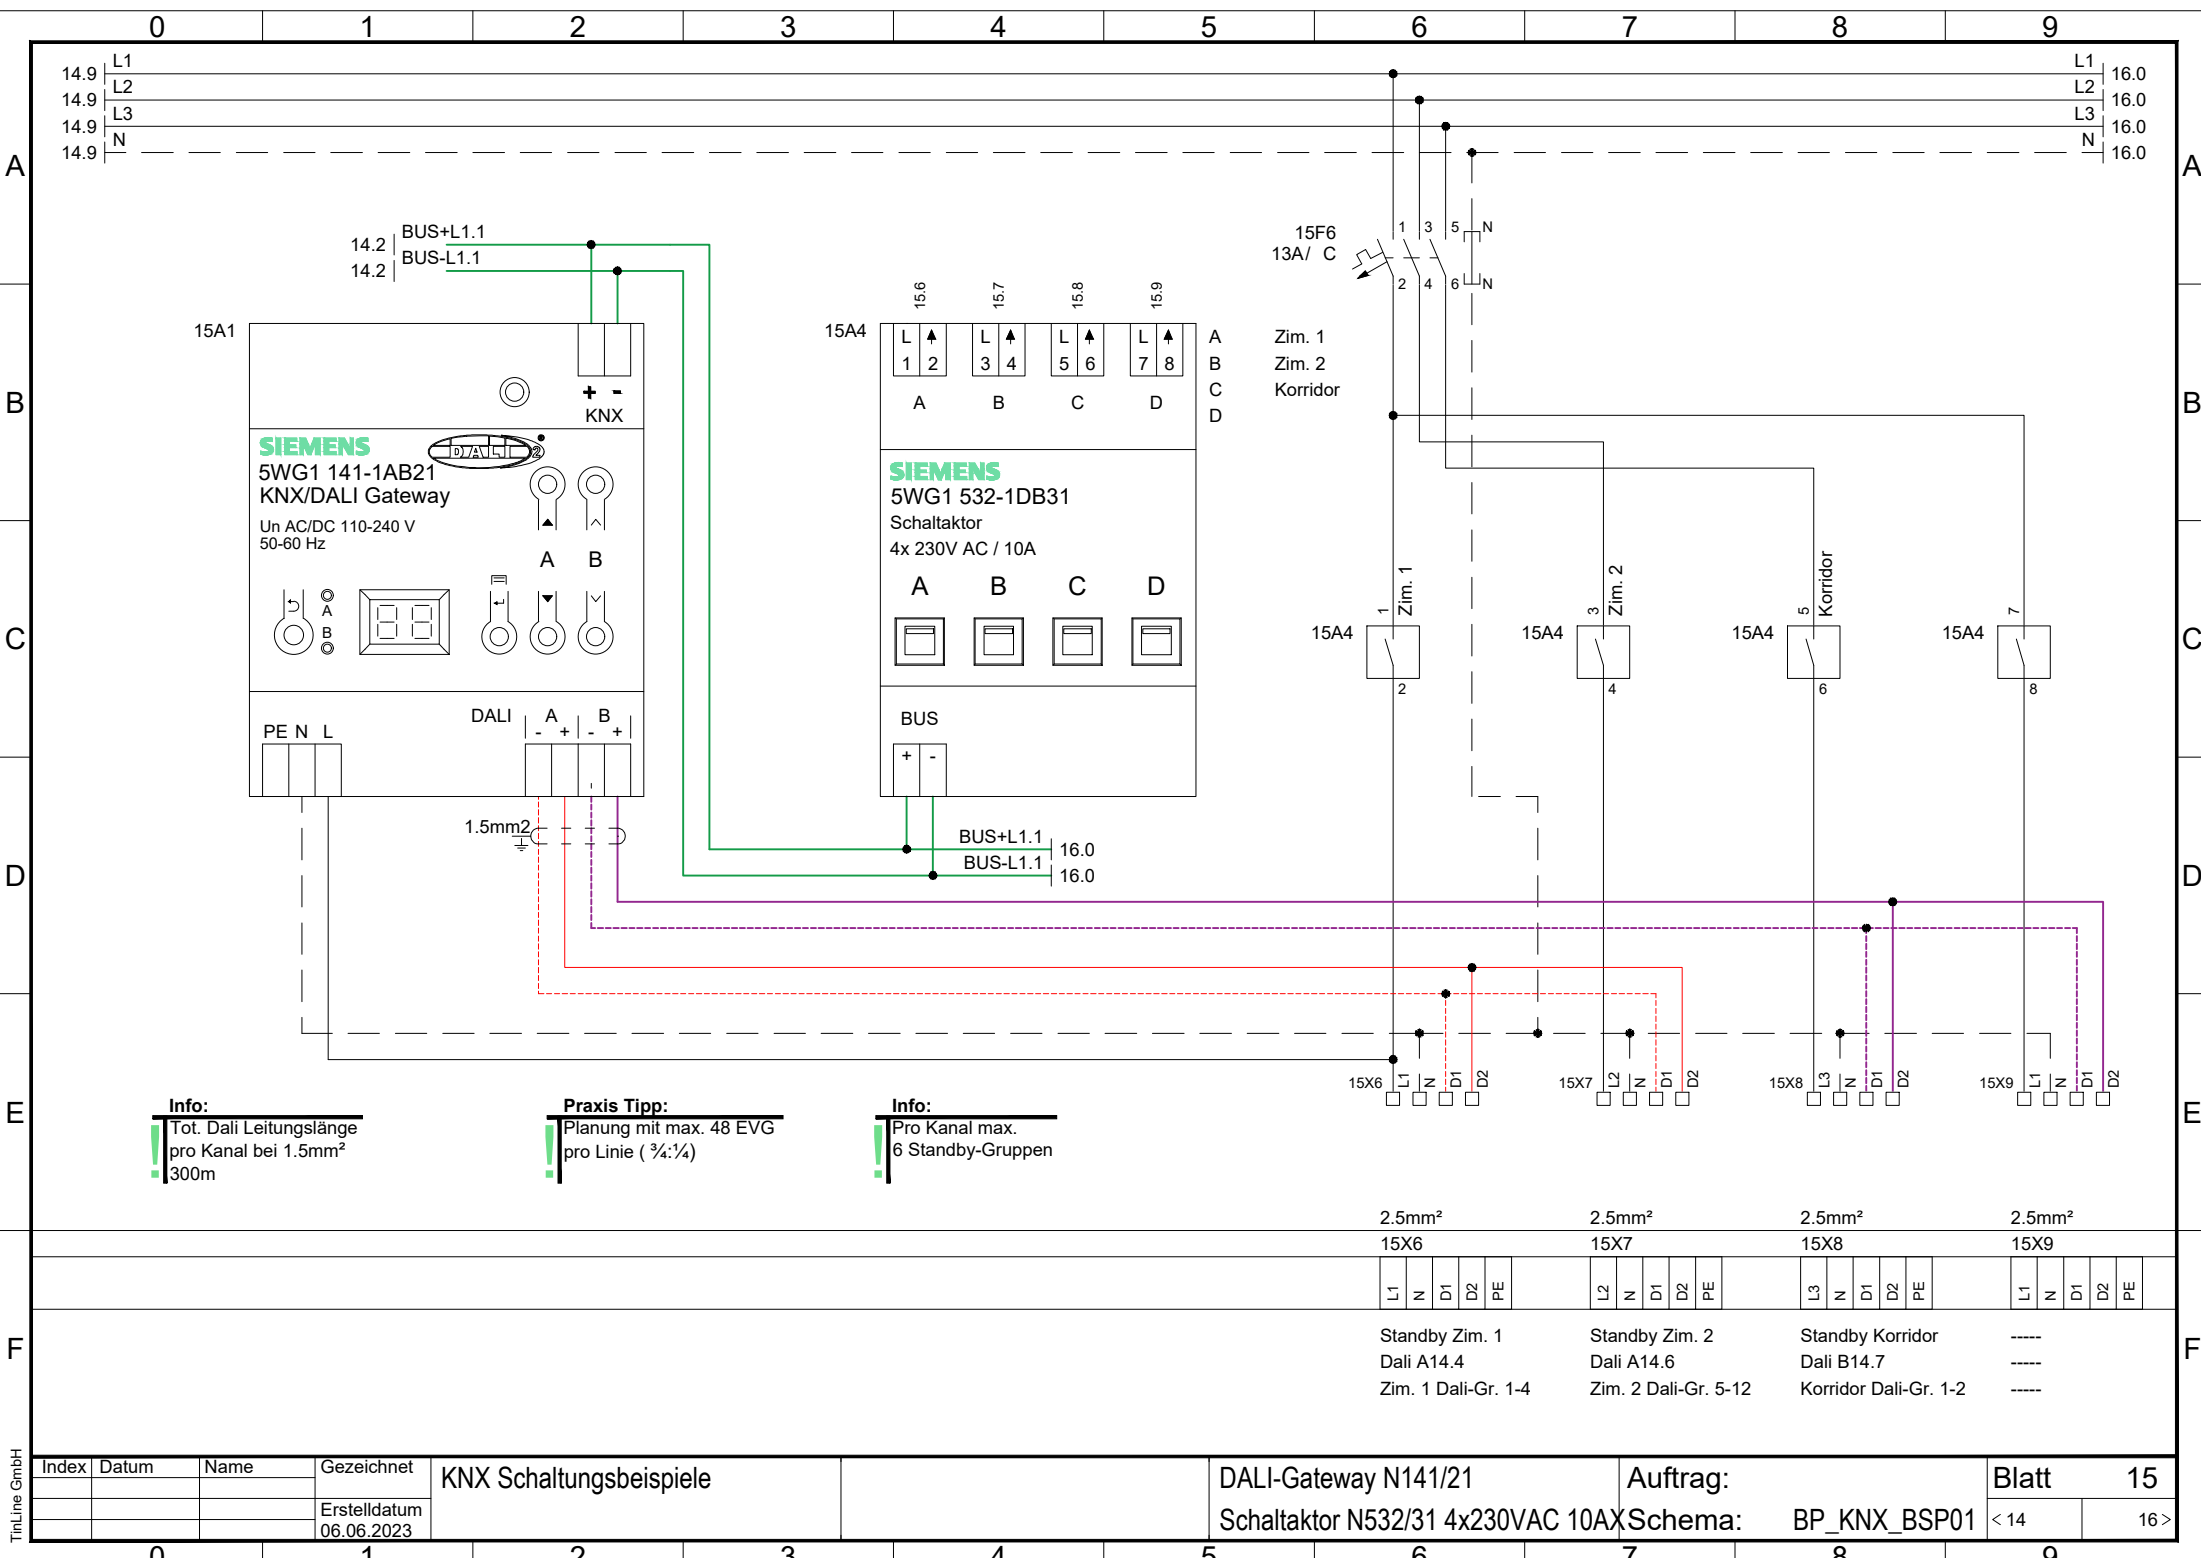 0 1 2 3 4 5 6 7 8 9
14.9 L1 L1 16.0
14.9 L2 L2 16.0
14.9 L3 L3 16.0
14.9 N N 16.0
A A
14.2 BUS+L1.1
14.2 BUS-L1.1
15F6
13A/ C
1 3 5 N
2 4 6 N
15A1
+ -
KNX
SIEMENS
DALI 2
5WG1 141-1AB21
KNX/DALI Gateway
Un AC/DC 110-240 V
50-60 Hz
A B
A
B
DALI A B
- + - +
PE N L
1.5mm2
15A4
15.6 15.7 15.8 15.9
L L L L
1 2 3 4 5 6 7 8
A B C D
A Zim. 1
B Zim. 2
C Korridor
D
SIEMENS
5WG1 532-1DB31
Schaltaktor
4x 230V AC / 10A
A B C D
BUS
+ -
BUS+L1.1 16.0
BUS-L1.1 16.0
B B
C C
D D
E E
F F
1 Zim. 1 3 Zim. 2 5 Korridor 7
15A4 15A4 15A4 15A4
2 4 6 8
15X6 L1 N D1 D2
15X7 L2 N D1 D2
15X8 L3 N D1 D2
15X9 L1 N D1 D2
Info:
! Tot. Dali Leitungslänge
pro Kanal bei 1.5mm²
300m
Praxis Tipp:
! Planung mit max. 48 EVG
pro Linie ( ¾:¼)
Info:
! Pro Kanal max.
6 Standby-Gruppen
2.5mm² 2.5mm² 2.5mm² 2.5mm²
15X6 15X7 15X8 15X9
L1 N D1 D2 PE L2 N D1 D2 PE L3 N D1 D2 PE L1 N D1 D2 PE
Standby Zim. 1 Standby Zim. 2 Standby Korridor -----
Dali A14.4 Dali A14.6 Dali B14.7 -----
Zim. 1 Dali-Gr. 1-4 Zim. 2 Dali-Gr. 5-12 Korridor Dali-Gr. 1-2 -----
TinLine GmbH
Index Datum Name Gezeichnet
Erstelldatum
06.06.2023
KNX Schaltungsbeispiele
DALI-Gateway N141/21
Schaltaktor N532/31 4x230VAC 10AX
Auftrag:
Schema: BP_KNX_BSP01
Blatt 15
< 14 16 >
0 1 2 3 4 5 6 7 8 9